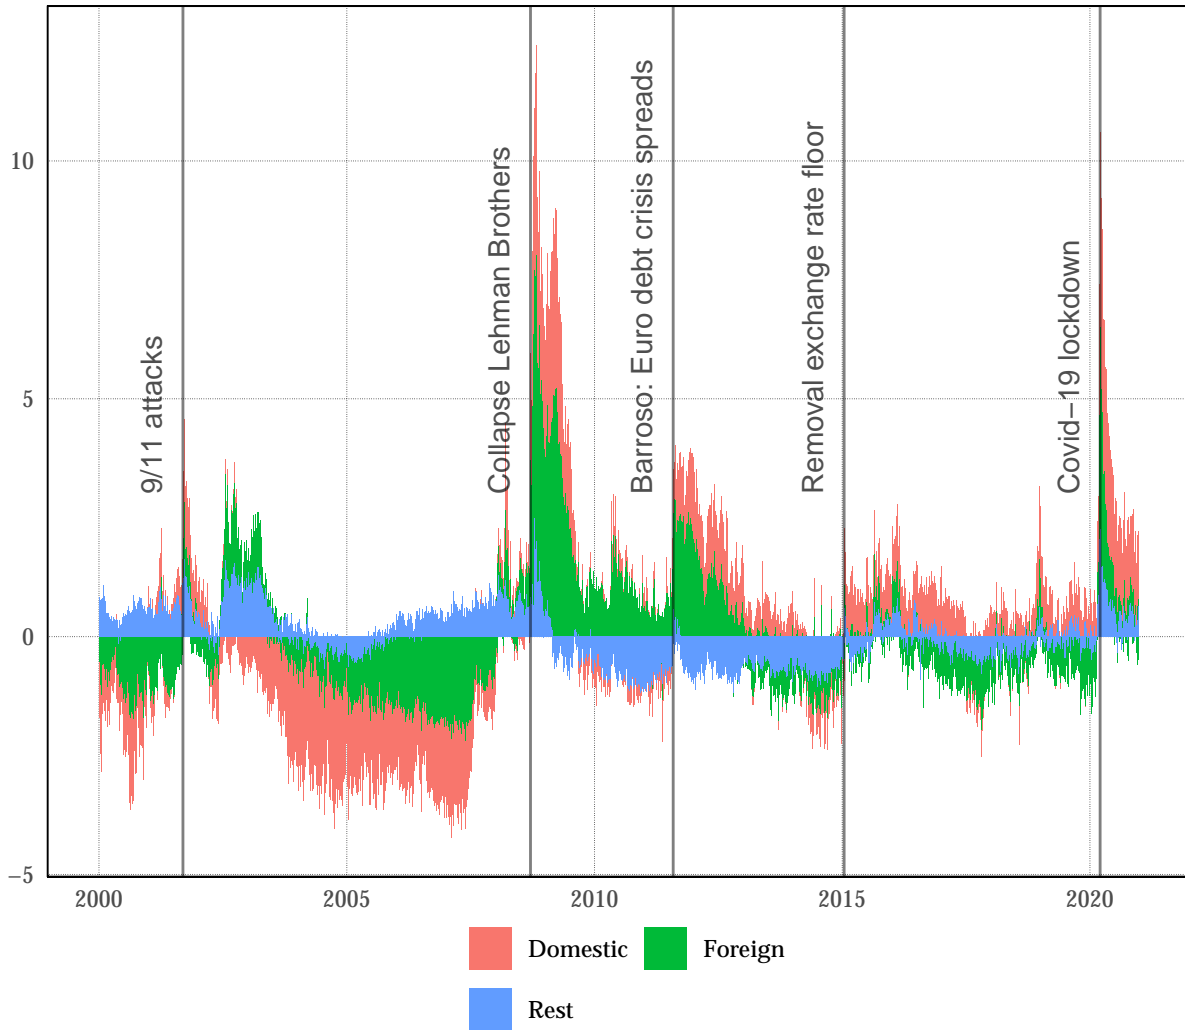 10
5
0
−5
9/11 attacks
Collapse Lehman Brothers
Barroso: Euro debt crisis spreads
Removal exchange rate floor
Covid−19 lockdown
2000
2005
2010
2015
2020
Domestic
Foreign
Rest